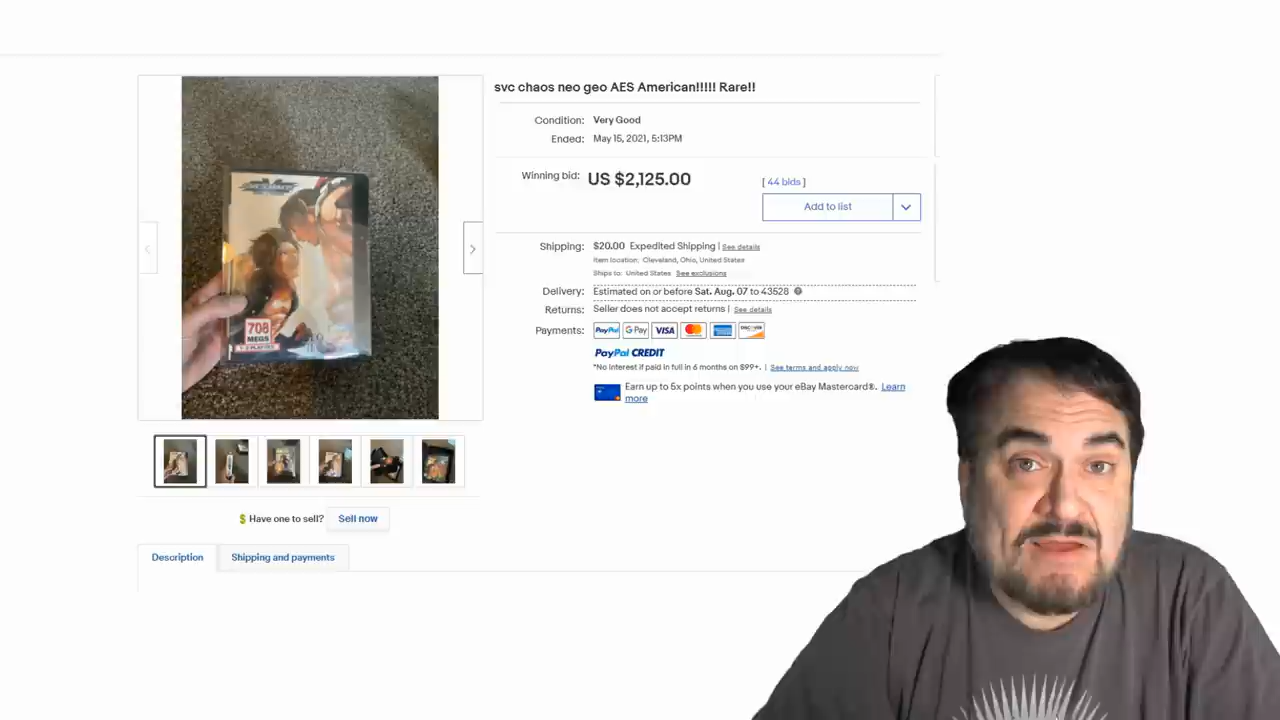 svc chaos neo geo AES American!!!!! Rare!!
Condition: Very Good
Ended: May 15, 2021, 5:13PM
Winning bid: US $2,125.00 [ 44 bids ]
Add to list
Shipping: $20.00 Expedited Shipping | See details
Item location: Cleveland, Ohio, United States
Ships to: United States See exclusions
Delivery: Estimated on or before Sat. Aug. 07 to 43528
Returns: Seller does not accept returns | See details
Payments: PayPal G Pay VISA
PayPal CREDIT
*No Interest if paid in full in 6 months on $99+. | See terms and apply now
Earn up to 5x points when you use your eBay Mastercard®. Learn
more
708
MEGS
$ Have one to sell? Sell now
Description Shipping and payments